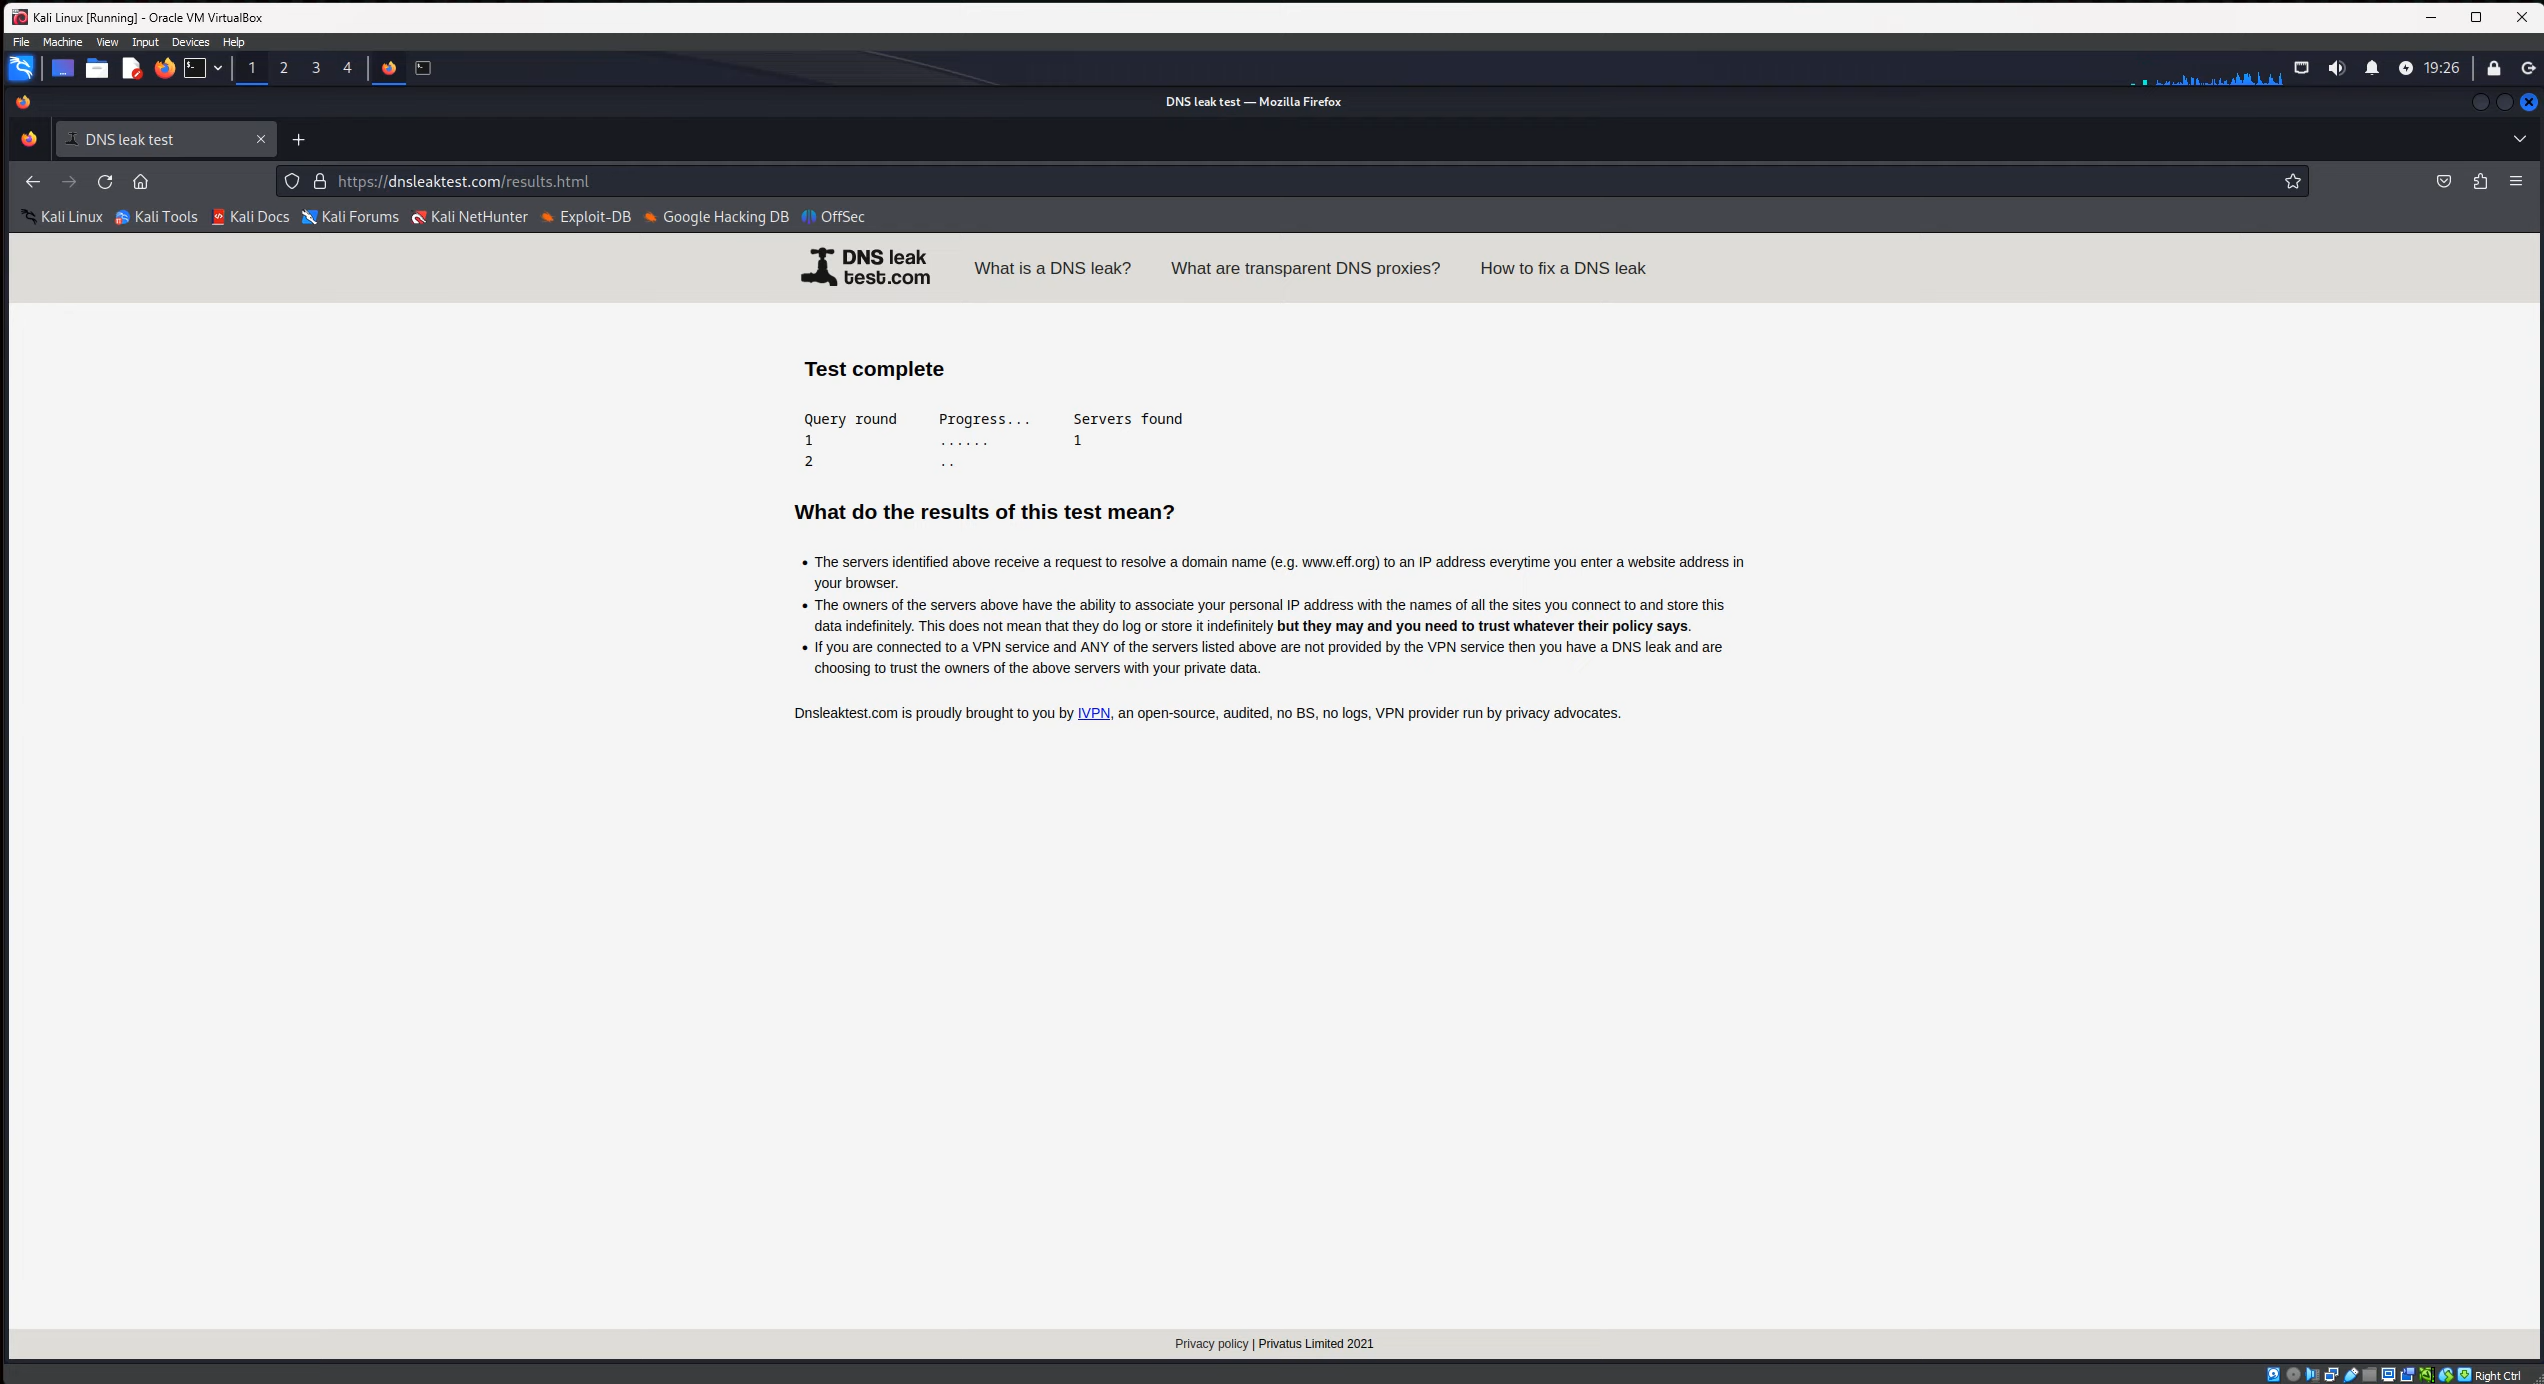 Kali Linux [Running] - Oracle VM VirtualBox
File Machine View Input Devices Help
1 2 3 4 19:26
DNS leak test — Mozilla Firefox
DNS leak test
https://dnsleaktest.com/results.html
Kali Linux Kali Tools Kali Docs Kali Forums Kali NetHunter Exploit-DB Google Hacking DB OffSec
DNS leak
test.com
What is a DNS leak? What are transparent DNS proxies? How to fix a DNS leak
Test complete
Query round Progress... Servers found
1 ...... 1
2 ..
What do the results of this test mean?
• The servers identified above receive a request to resolve a domain name (e.g. www.eff.org) to an IP address everytime you enter a website address in
your browser.
• The owners of the servers above have the ability to associate your personal IP address with the names of all the sites you connect to and store this
data indefinitely. This does not mean that they do log or store it indefinitely but they may and you need to trust whatever their policy says.
• If you are connected to a VPN service and ANY of the servers listed above are not provided by the VPN service then you have a DNS leak and are
choosing to trust the owners of the above servers with your private data.
Dnsleaktest.com is proudly brought to you by IVPN, an open-source, audited, no BS, no logs, VPN provider run by privacy advocates.
Privacy policy | Privatus Limited 2021
Right Ctrl